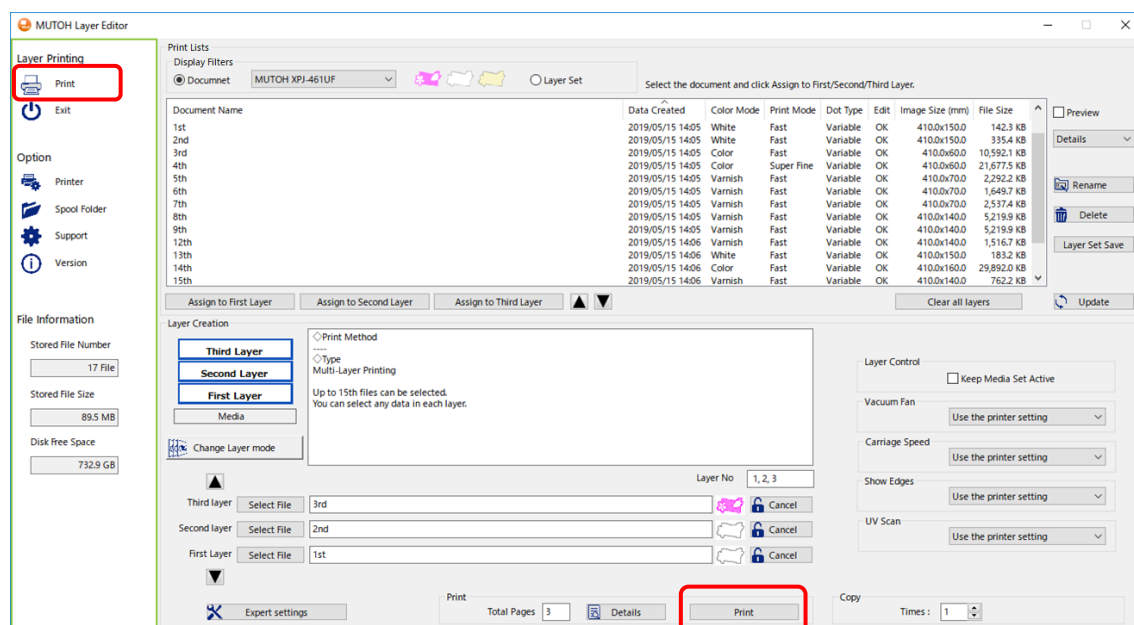 MUTOH Layer Editor
Layer Printing
Print
Exit
Option
Printer
Spool Folder
Support
Version
File Information
Stored File Number
17 File
Stored File Size
89.5 MB
Disk Free Space
732.9 GB
Print Lists
Display Filters
Documnet MUTOH XPJ-461UF Layer Set Select the document and click Assign to First/Second/Third Layer.
Document Name Data Created Color Mode Print Mode Dot Type Edit Image Size (mm) File Size
1st 2019/05/15 14:05 White Fast Variable OK 410.0x150.0 142.3 KB
2nd 2019/05/15 14:05 White Fast Variable OK 410.0x150.0 335.4 KB
3rd 2019/05/15 14:05 Color Fast Variable OK 410.0x60.0 10,592.1 KB
4th 2019/05/15 14:05 Color Super Fine Variable OK 410.0x60.0 21,677.5 KB
5th 2019/05/15 14:05 Varnish Fast Variable OK 410.0x70.0 2,292.2 KB
6th 2019/05/15 14:05 Varnish Fast Variable OK 410.0x70.0 1,649.7 KB
7th 2019/05/15 14:05 Varnish Fast Variable OK 410.0x70.0 2,537.4 KB
8th 2019/05/15 14:05 Varnish Fast Variable OK 410.0x140.0 5,219.9 KB
9th 2019/05/15 14:05 Varnish Fast Variable OK 410.0x140.0 5,219.9 KB
12th 2019/05/15 14:06 Varnish Fast Variable OK 410.0x140.0 1,516.7 KB
13th 2019/05/15 14:06 White Fast Variable OK 410.0x150.0 183.2 KB
14th 2019/05/15 14:06 Color Fast Variable OK 410.0x160.0 29,892.0 KB
15th 2019/05/15 14:06 Varnish Fast Variable OK 410.0x140.0 762.2 KB
Preview
Details
Rename
Delete
Layer Set Save
Assign to First Layer Assign to Second Layer Assign to Third Layer Clear all layers Update
Layer Creation
Third Layer
Second Layer
First Layer
Media
Change Layer mode
◇Print Method
----
◇Type
Multi-Layer Printing
Up to 15th files can be selected.
You can select any data in each layer.
Layer No 1, 2, 3
Third layer Select File 3rd Cancel
Second layer Select File 2nd Cancel
First Layer Select File 1st Cancel
Layer Control
Keep Media Set Active
Vacuum Fan
Use the printer setting
Carriage Speed
Use the printer setting
Show Edges
Use the printer setting
UV Scan
Use the printer setting
Expert settings
Print
Total Pages 3 Details Print
Copy
Times : 1